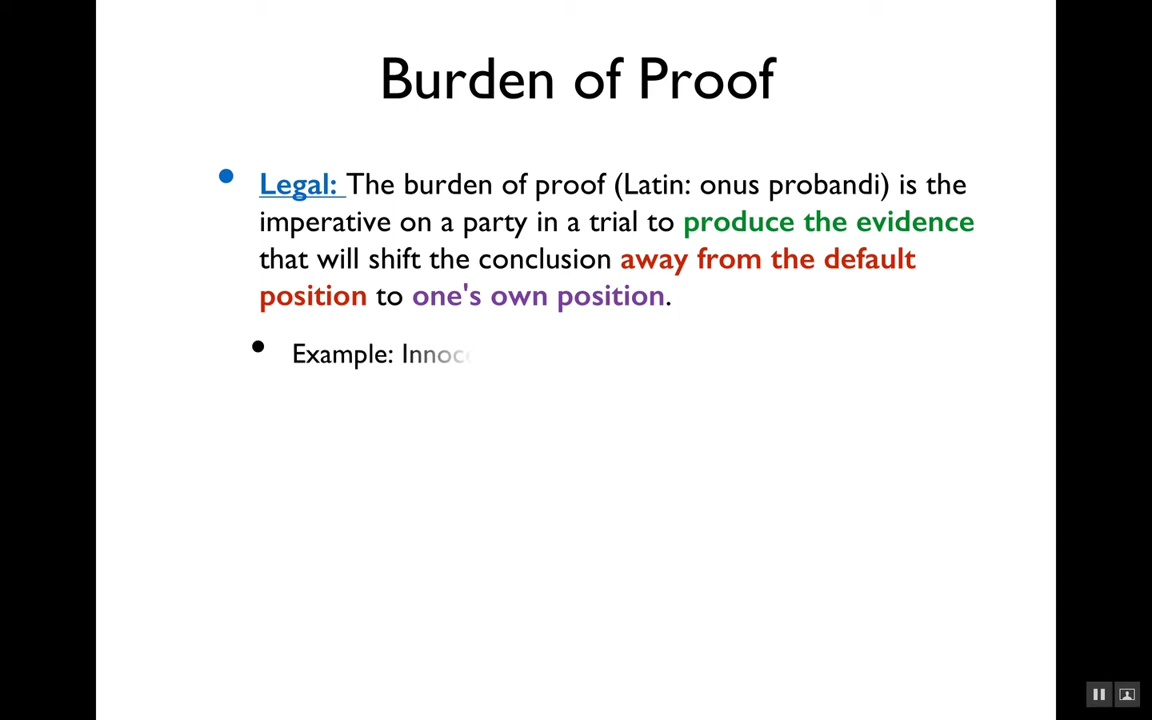 Burden of Proof
• Legal: The burden of proof (Latin: onus probandi) is the
imperative on a party in a trial to produce the evidence
that will shift the conclusion away from the default
position to one's own position.
• Example: Innoc